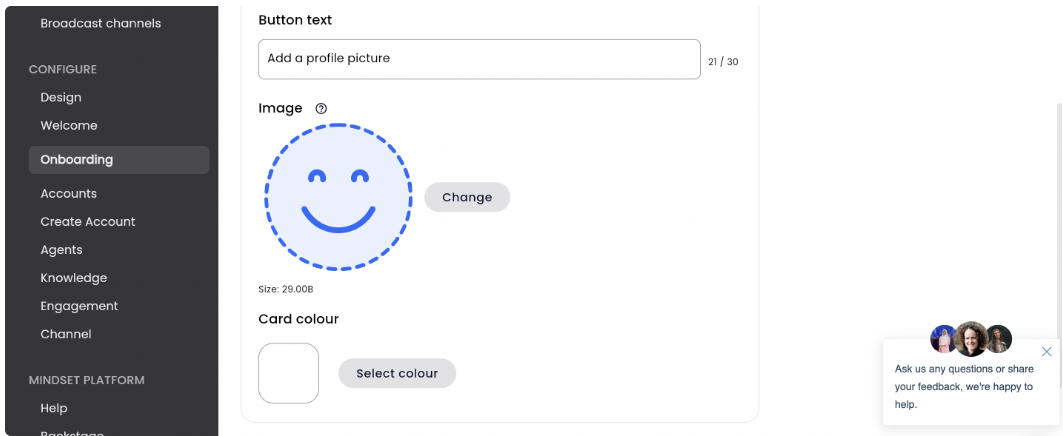 Broadcast channels
CONFIGURE
Design
Welcome
Onboarding
Accounts
Create Account
Agents
Knowledge
Engagement
Channel
MINDSET PLATFORM
Help
Backstage
Button text
Add a profile picture
21 / 30
Image
Change
Size: 29.00B
Card colour
Select colour
Ask us any questions or share
your feedback, we're happy to
help.